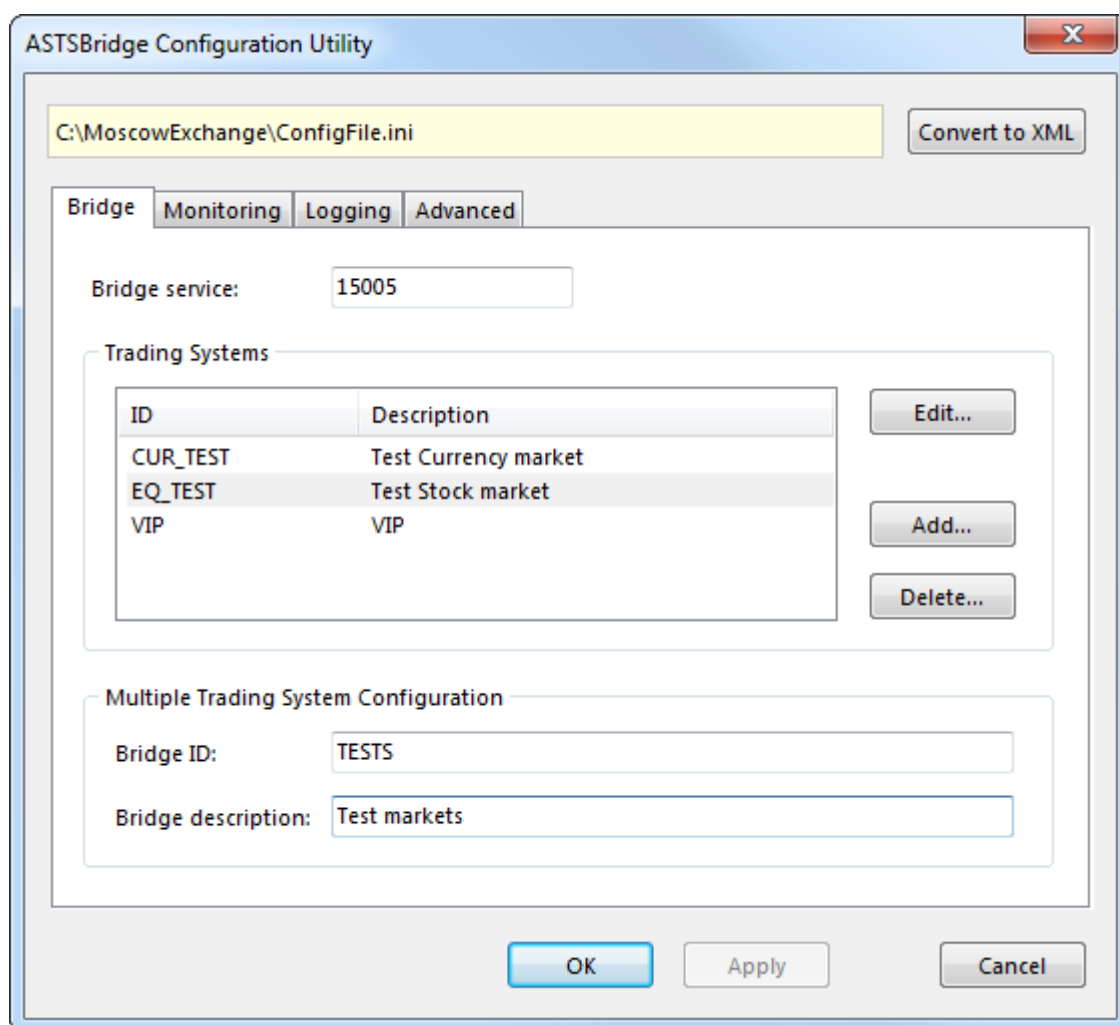 ASTSBridge Configuration Utility
C:\MoscowExchange\ConfigFile.ini
Convert to XML
Bridge Monitoring Logging Advanced
Bridge service: 15005
Trading Systems
ID Description
Edit...
CUR_TEST Test Currency market
EQ_TEST Test Stock market
VIP VIP
Add...
Delete...
Multiple Trading System Configuration
Bridge ID: TESTS
Bridge description: Test markets
OK Apply Cancel